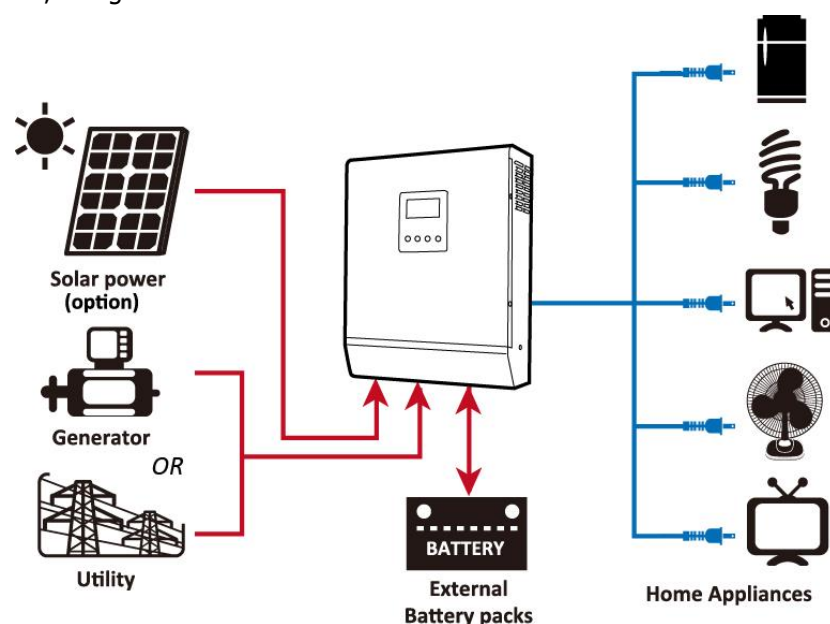 Solar power
(option)
Generator
OR
Utility
BATTERY
External
Battery packs
Home Appliances